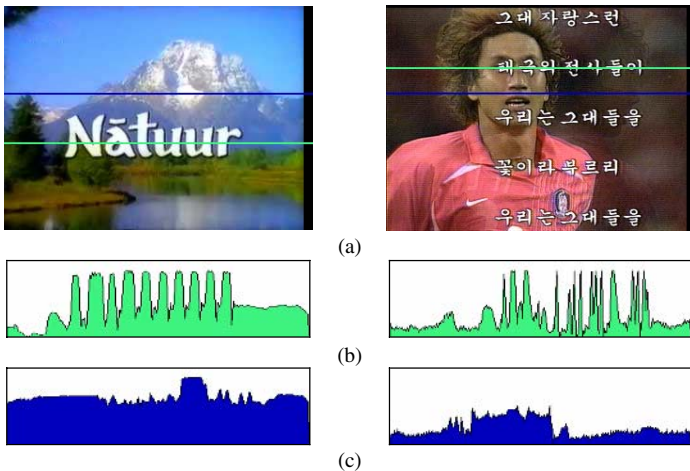 Nātuur
그대 자랑스런
태극의 전사들이
우리는 그대들을
꽃이라 부르리
우리는 그대들을
(a)
(b)
(c)